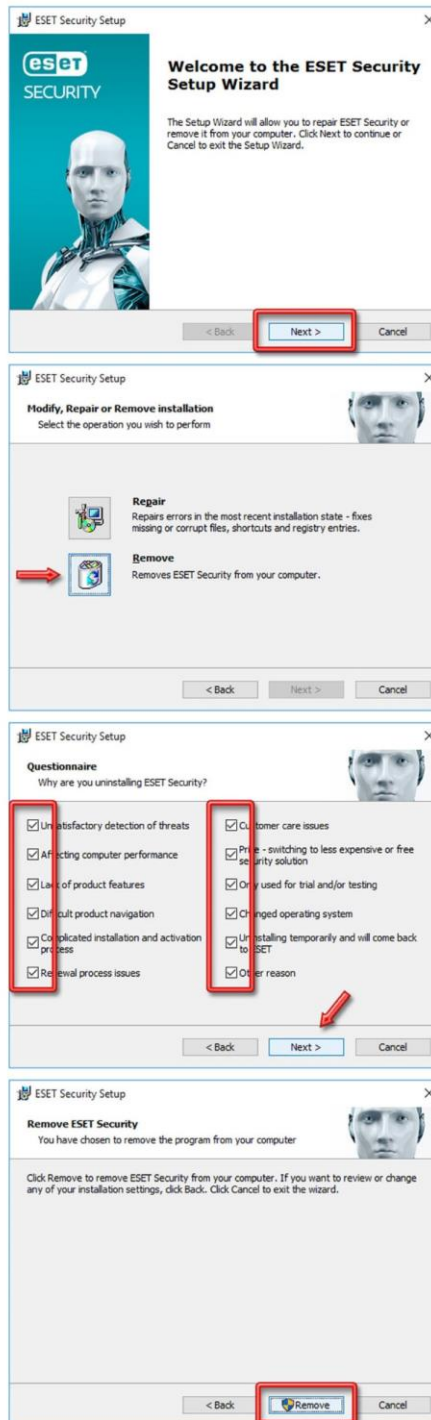 ESET Security Setup
eset
SECURITY
Welcome to the ESET Security
Setup Wizard
The Setup Wizard will allow you to repair ESET Security or
remove it from your computer. Click Next to continue or
Cancel to exit the Setup Wizard.
< Back Next > Cancel
ESET Security Setup
Modify, Repair or Remove installation
Select the operation you wish to perform
Repair
Repairs errors in the most recent installation state - fixes
missing or corrupt files, shortcuts and registry entries.
Remove
Removes ESET Security from your computer.
< Back Next > Cancel
ESET Security Setup
Questionnaire
Why are you uninstalling ESET Security?
Unsatisfactory detection of threats
Affecting computer performance
Lack of product features
Difficult product navigation
Complicated installation and activation
process
Renewal process issues
Customer care issues
Price - switching to less expensive or free
security solution
Only used for trial and/or testing
Changed operating system
Uninstalling temporarily and will come back
to ESET
Other reason
< Back Next > Cancel
ESET Security Setup
Remove ESET Security
You have chosen to remove the program from your computer
Click Remove to remove ESET Security from your computer. If you want to review or change
any of your installation settings, click Back. Click Cancel to exit the wizard.
< Back Remove Cancel